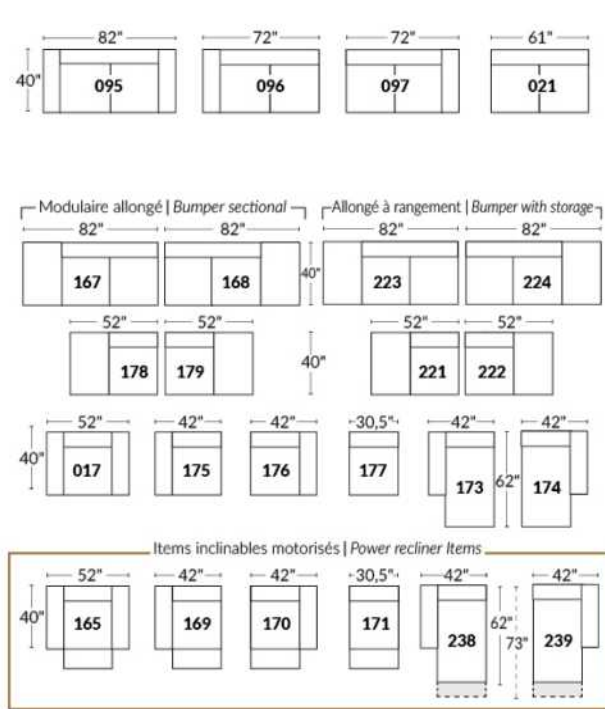 82" 72" 72" 61"
40" 095 096 097 021
Modulaire allongé | Bumper sectional Allongé à rangement | Bumper with storage
82" 82" 82" 82"
167 168 40" 223 224
52" 52" 52" 52"
178 179 40" 221 222
52" 42" 42" 30,5" 42" 42"
40" 017 175 176 177 173 62" 174
Items inclinables motorisés | Power recliner Items
52" 42" 42" 30,5" 42" 42"
40" 165 169 170 171 238 62" 73" 239